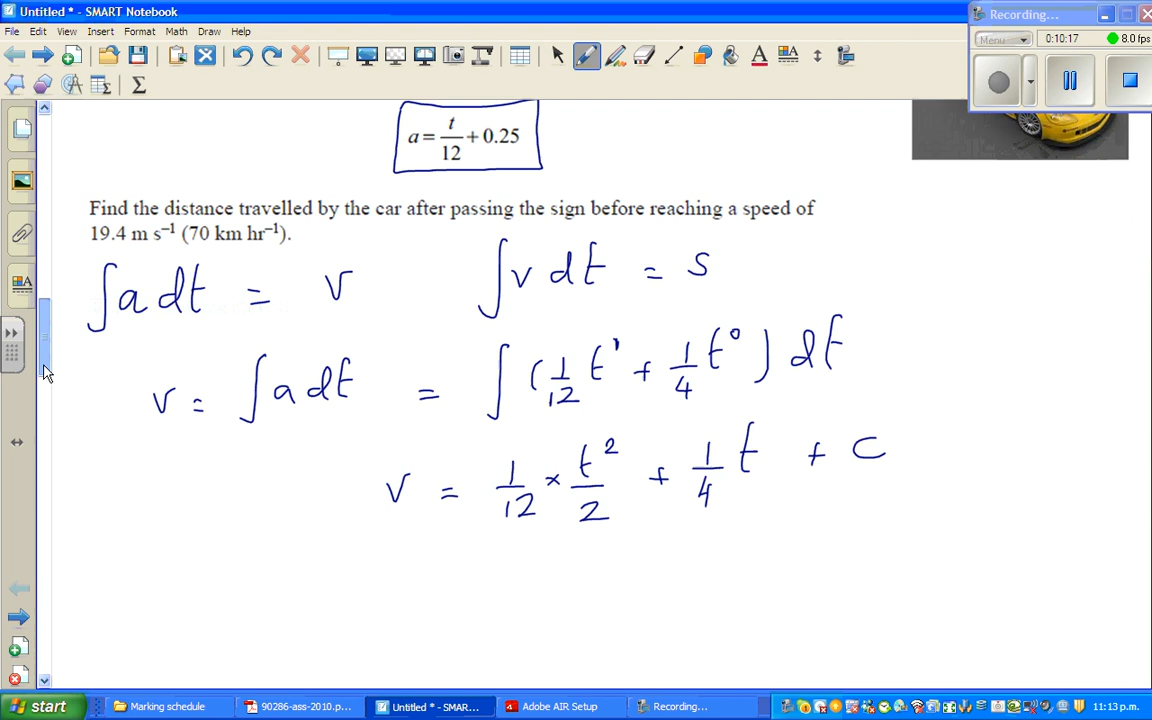 Untitled * - SMART Notebook
Recording...
File Edit View Insert Format Math Draw Help
Menu 0:10:17 8.0 fps
a = t/12 + 0.25
Find the distance travelled by the car after passing the sign before reaching a speed of
19.4 m s⁻¹ (70 km hr⁻¹).
∫a dt = v ∫v dt = s
v = ∫a dt = ∫(1/12 t¹ + 1/4 t⁰) dt
v = 1/12 × t²/2 + 1/4 t + c
start Marking schedule 90286-ass-2010.p... Untitled * - SMAR... Adobe AIR Setup Recording... 11:13 p.m.